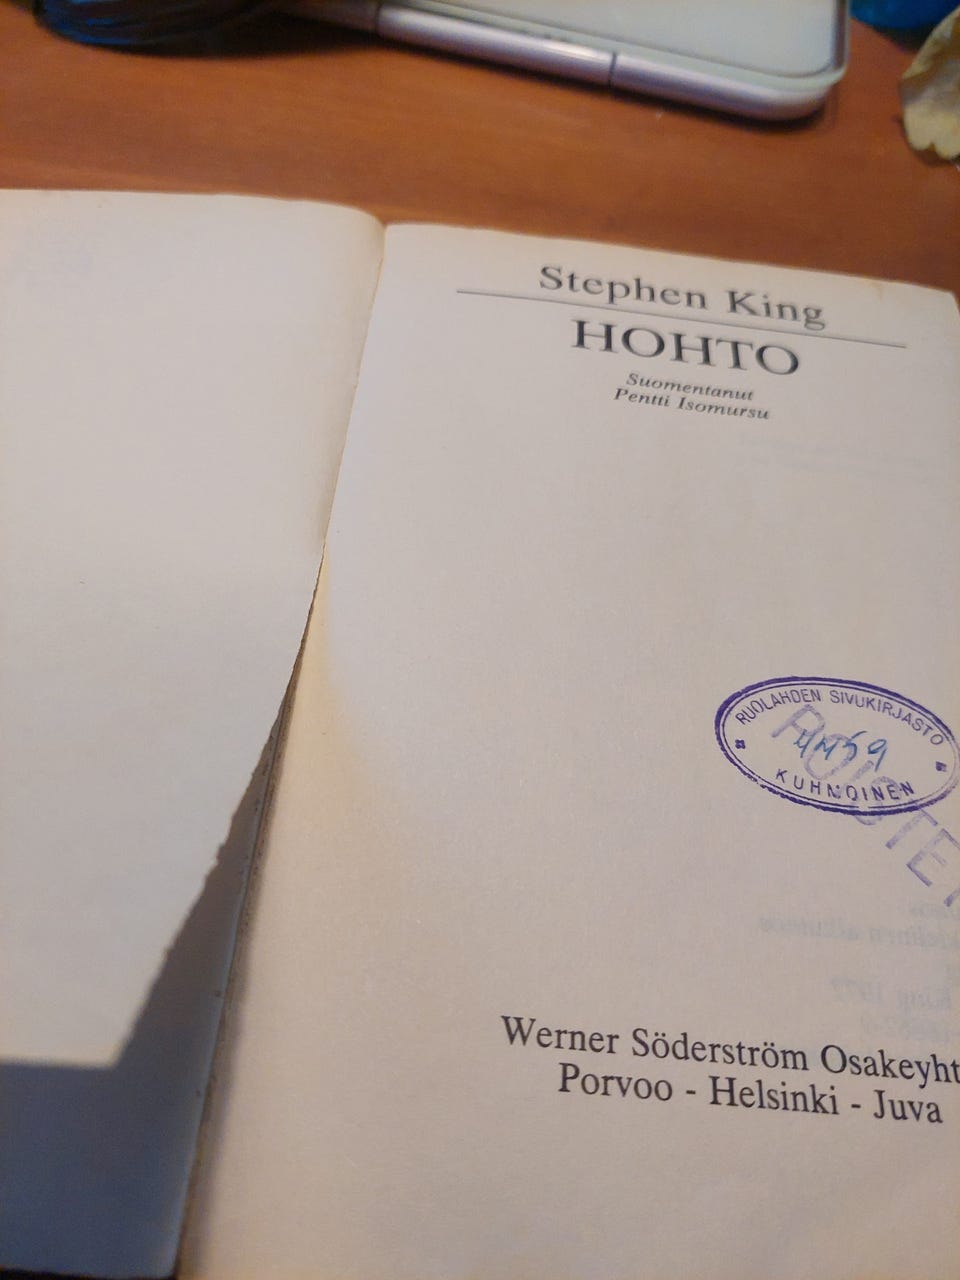 Stephen King
HOHTO
Suomentanut
Pentti Isomursu
RUOLAHDEN SIVUKIRJASTO
KUHMOINEN
Werner Söderström Osakeyht
Porvoo - Helsinki - Juva